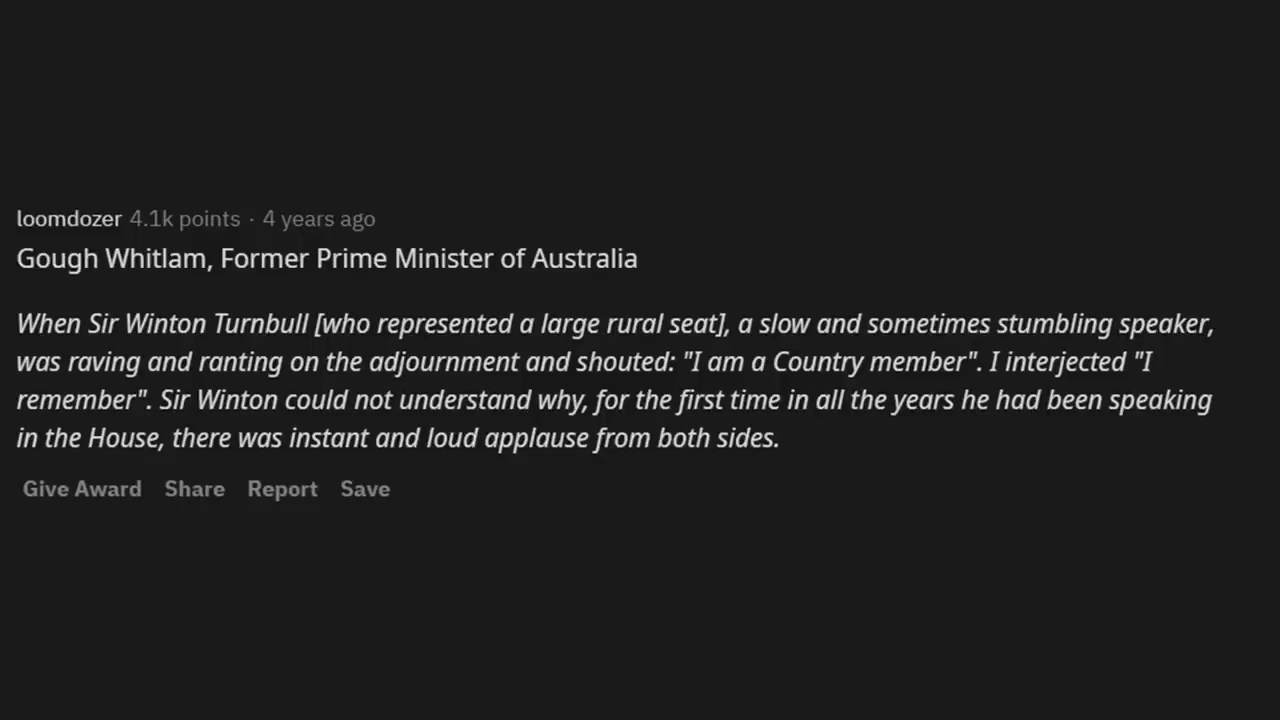 loomdozer 4.1k points · 4 years ago
Gough Whitlam, Former Prime Minister of Australia
When Sir Winton Turnbull [who represented a large rural seat], a slow and sometimes stumbling speaker,
was raving and ranting on the adjournment and shouted: "I am a Country member". I interjected "I
remember". Sir Winton could not understand why, for the first time in all the years he had been speaking
in the House, there was instant and loud applause from both sides.
Give Award Share Report Save